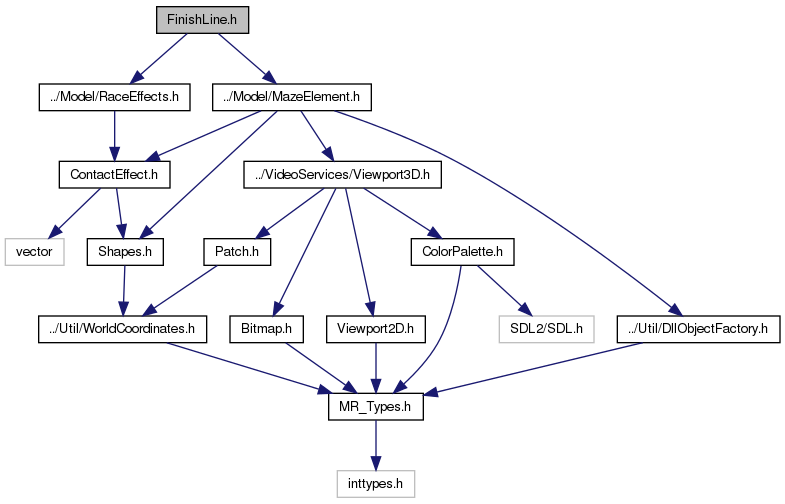 FinishLine.h
../Model/RaceEffects.h
../Model/MazeElement.h
ContactEffect.h
../VideoServices/Viewport3D.h
vector
Shapes.h
Patch.h
ColorPalette.h
../Util/WorldCoordinates.h
Bitmap.h
Viewport2D.h
SDL2/SDL.h
../Util/DllObjectFactory.h
MR_Types.h
inttypes.h